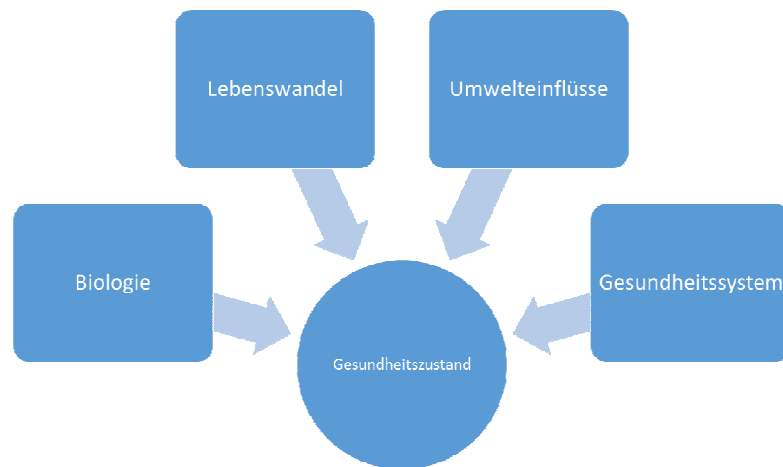 Lebenswandel
Umwelteinflüsse
Biologie
Gesundheitssystem
Gesundheitszustand